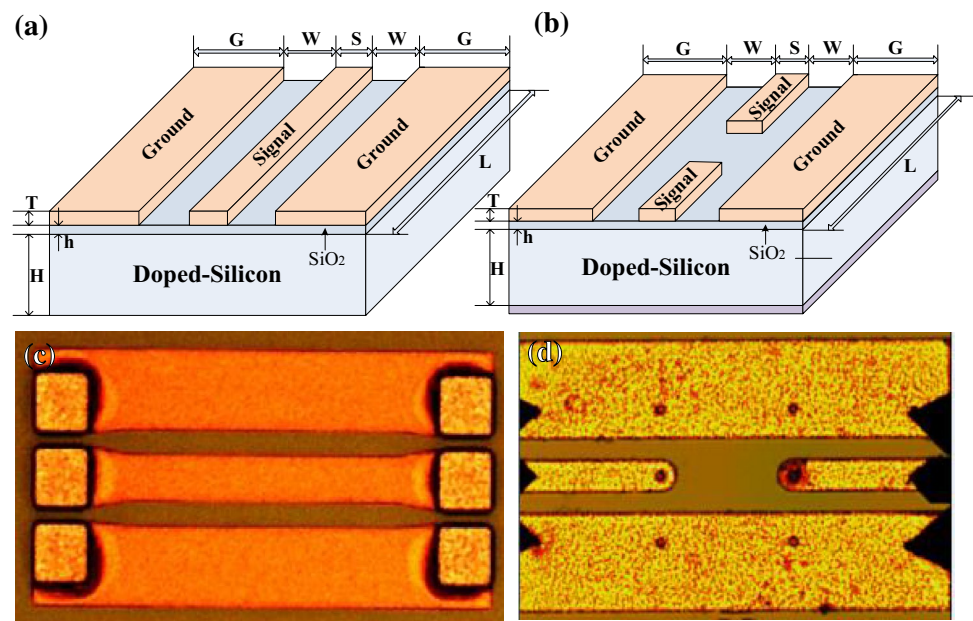 (a)
G W S W G
Ground
Signal
Ground
L
T
h
SiO2
H
Doped-Silicon
(b)
G W S W G
Ground
Signal
Signal
Ground
L
T
h
SiO2
H
Doped-Silicon
(c)
(d)